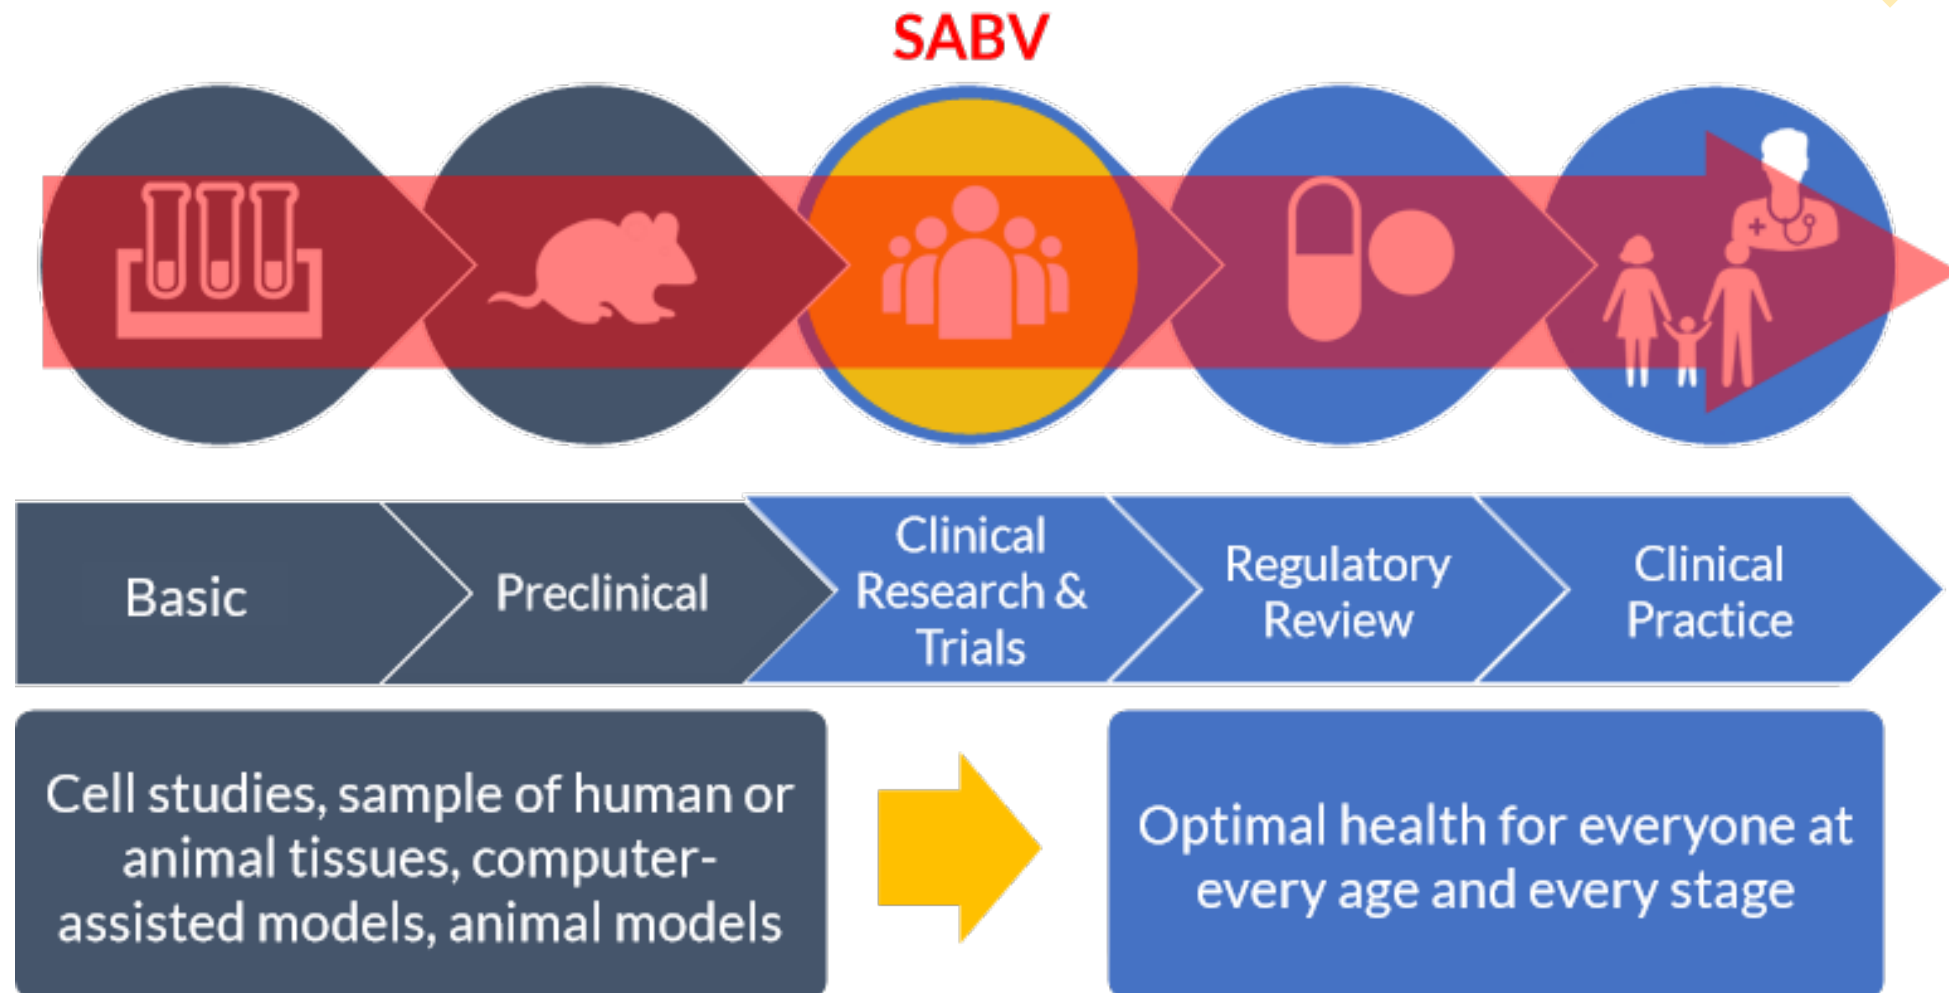 SABV
Basic
Preclinical
Clinical
Research &
Trials
Regulatory
Review
Clinical
Practice
Cell studies, sample of human or
animal tissues, computer-
assisted models, animal models
Optimal health for everyone at
every age and every stage